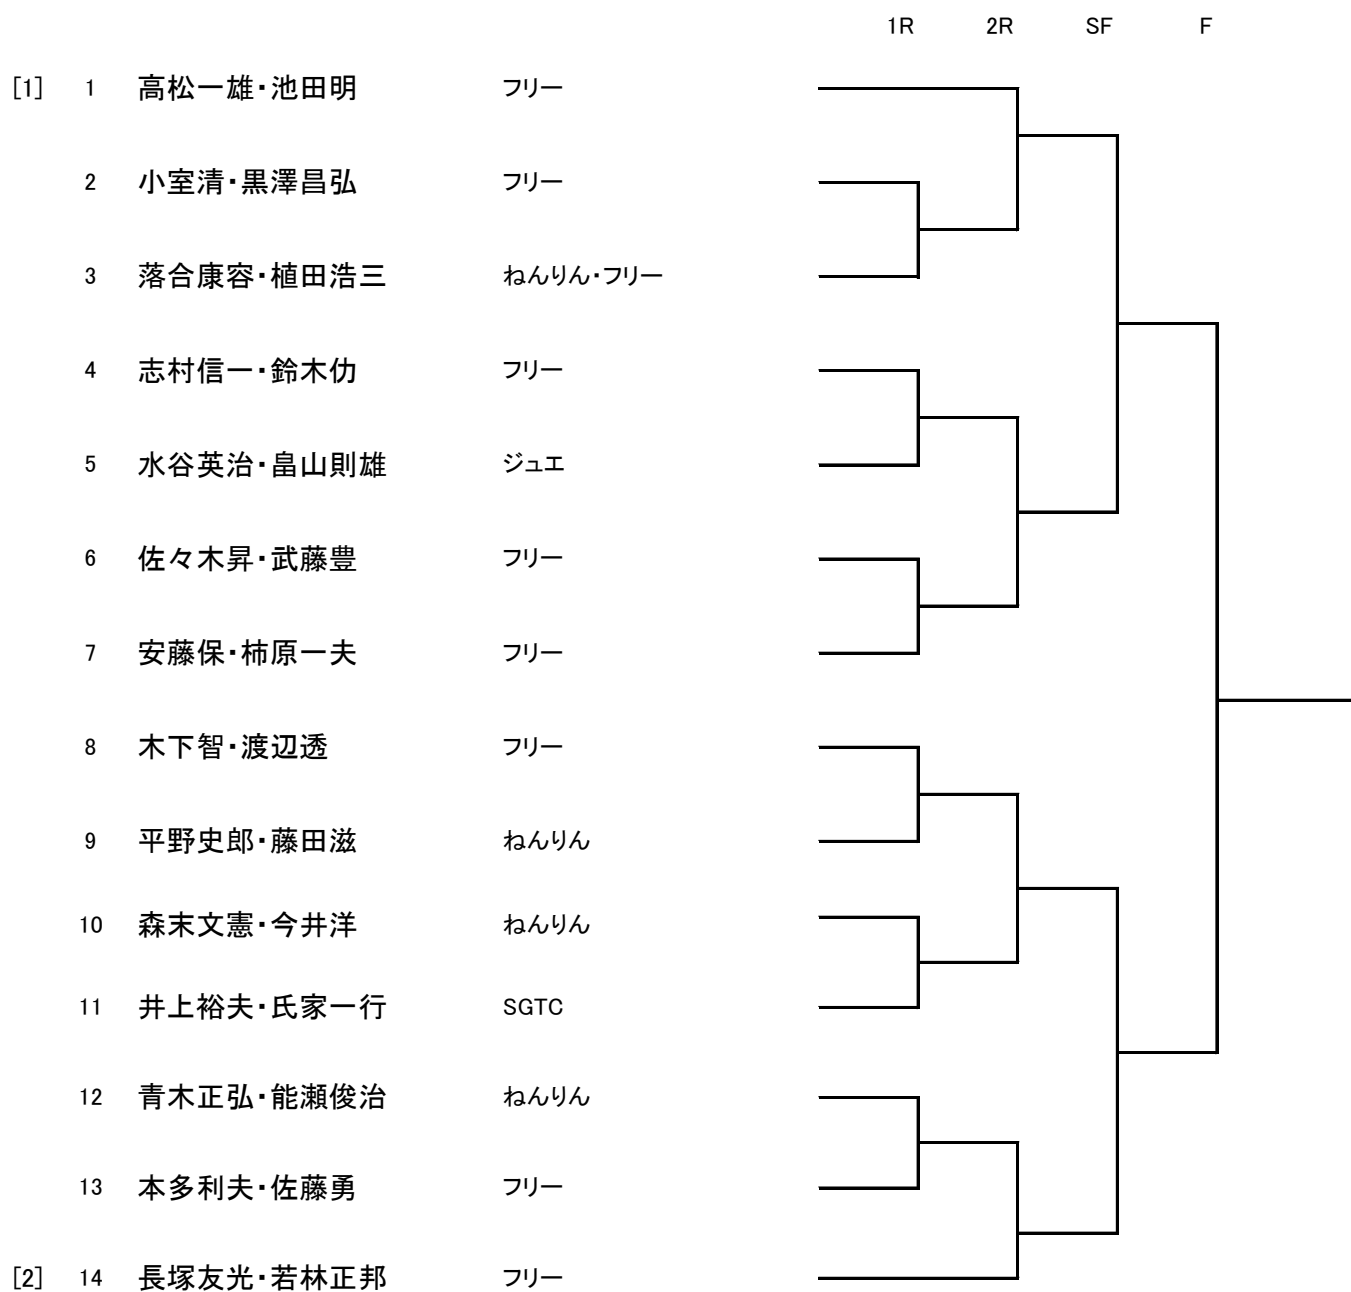 1R 2R SF F
[1] 1 高松一雄・池田明 フリー
2 小室清・黒澤昌弘 フリー
3 落合康容・植田浩三 ねんりん・フリー
4 志村信一・鈴木仂 フリー
5 水谷英治・畠山則雄 ジュエ
6 佐々木昇・武藤豊 フリー
7 安藤保・柿原一夫 フリー
8 木下智・渡辺透 フリー
9 平野史郎・藤田滋 ねんりん
10 森末文憲・今井洋 ねんりん
11 井上裕夫・氏家一行 SGTC
12 青木正弘・能瀬俊治 ねんりん
13 本多利夫・佐藤勇 フリー
[2] 14 長塚友光・若林正邦 フリー